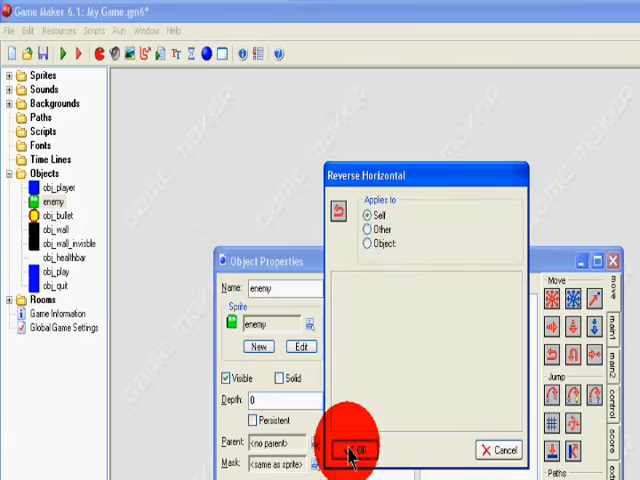 Game Maker 6.1: My Game.gm6*
File Edit Resources Scripts Run Window Help
Sprites
Sounds
Backgrounds
Paths
Scripts
Fonts
Time Lines
Objects
obj_player
enemy
obj_bullet
obj_wall
obj_wall_invisble
obj_healthbar
obj_play
obj_quit
Rooms
Game Information
Global Game Settings
Reverse Horizontal
Applies to
Self
Other
Object:
OK
Cancel
Object Properties
Name: enemy
Sprite
enemy
New Edit
Visible Solid
Depth: 0
Persistent
Parent: <no parent>
Mask: <same as sprite>
Move
Jump
Paths
move
main1
main2
control
score